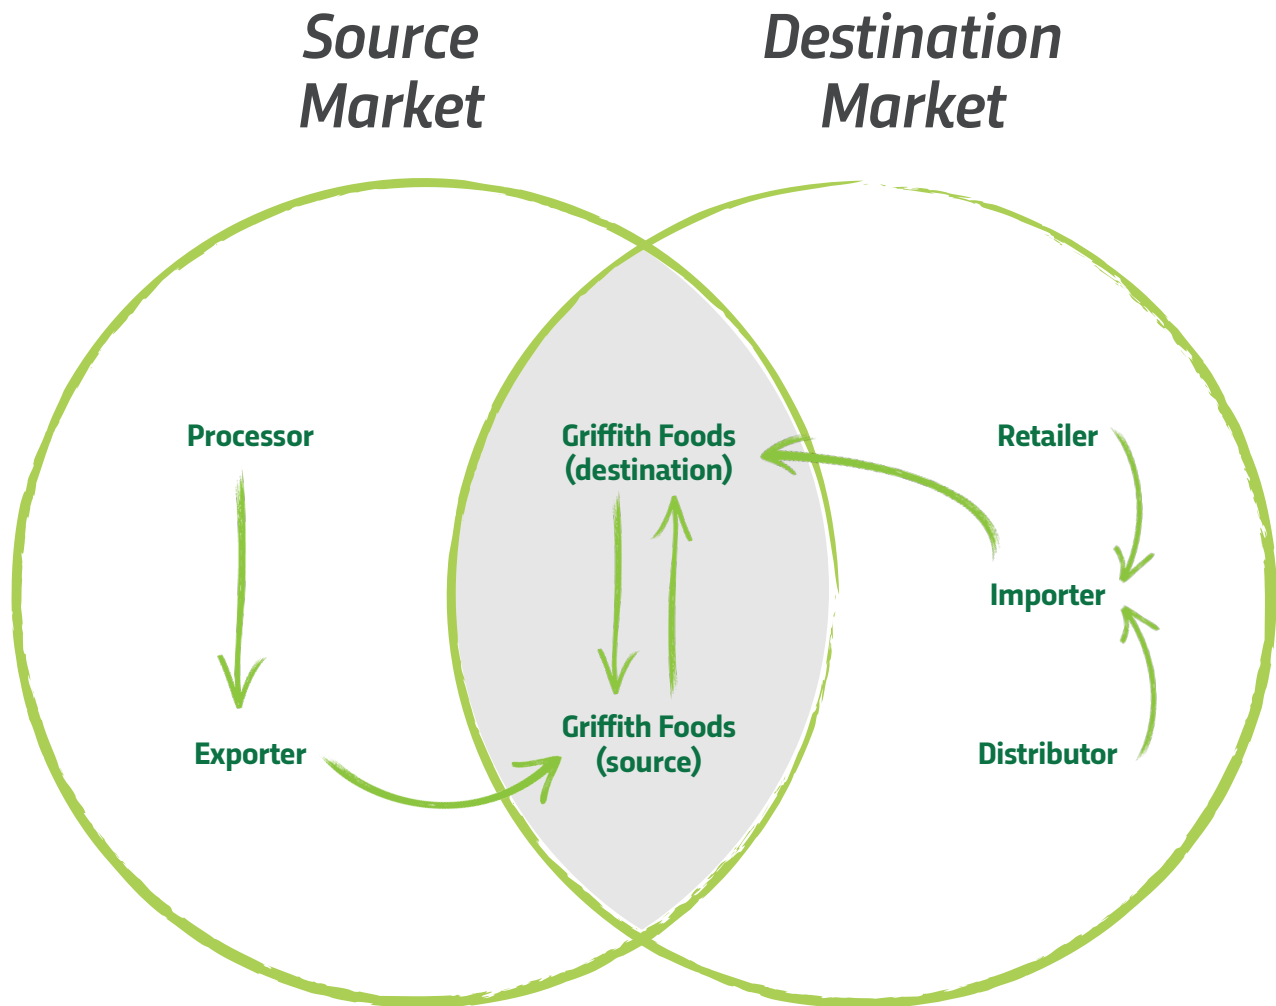 Source
Market
Destination
Market
Processor
Exporter
Griffith Foods
(destination)
Griffith Foods
(source)
Retailer
Importer
Distributor